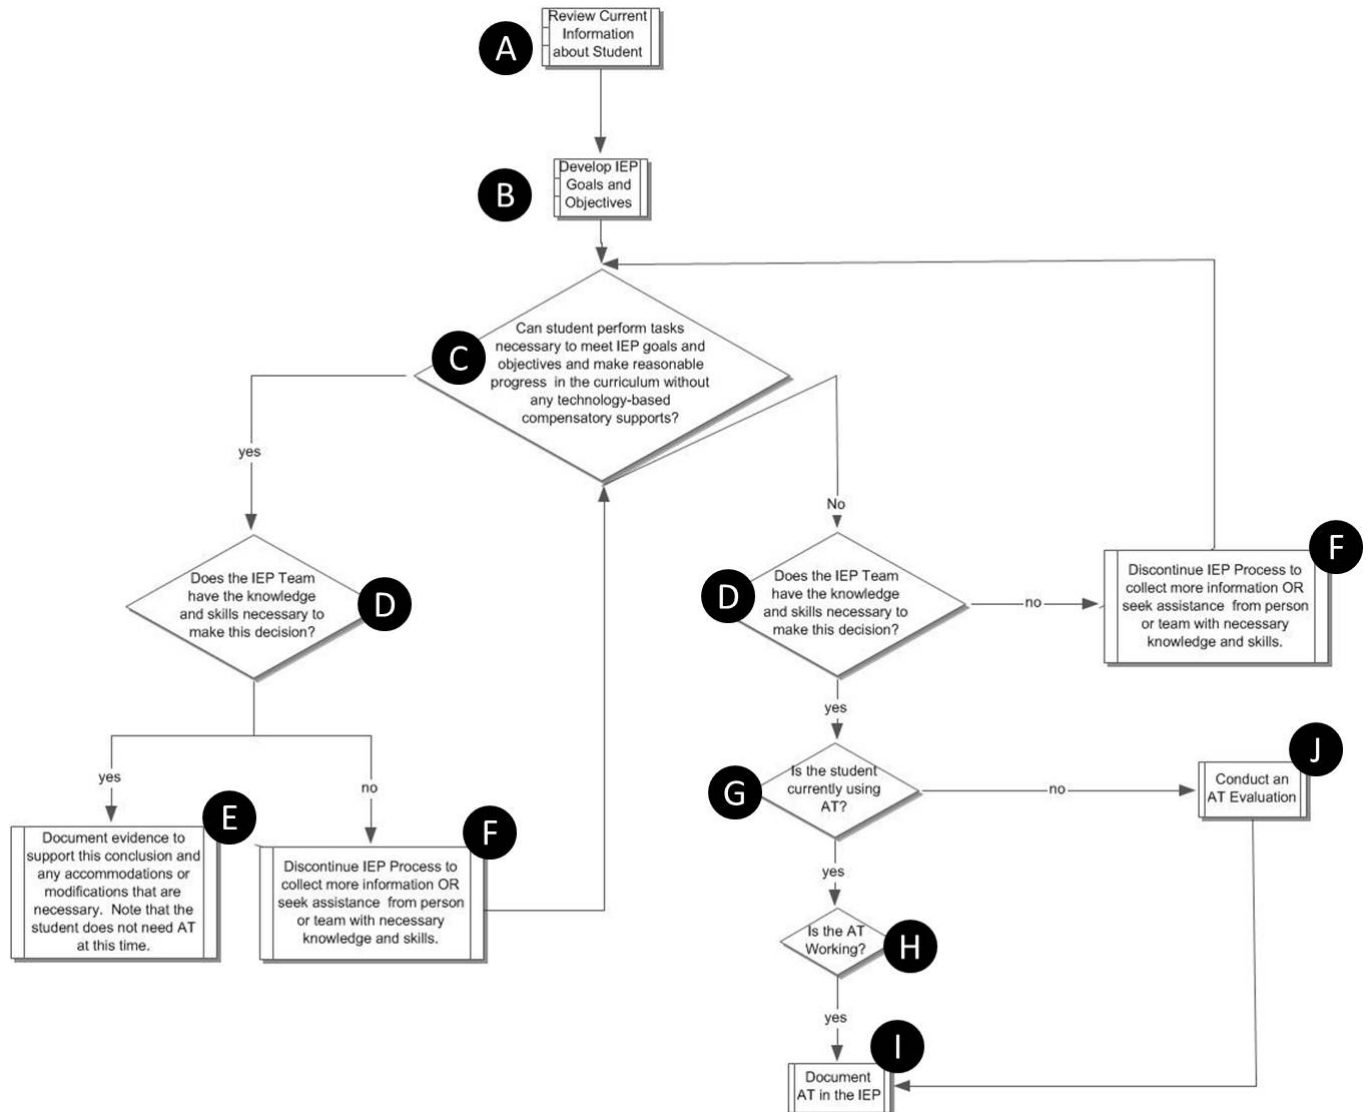 A
Review Current
Information
about Student
B
Develop IEP
Goals and
Objectives
C
Can student perform tasks
necessary to meet IEP goals and
objectives and make reasonable
progress in the curriculum without
any technology-based
compensatory supports?
yes
No
Does the IEP Team
have the knowledge
and skills necessary to
make this decision?
D
yes
no
E
Document evidence to
support this conclusion and
any accommodations or
modifications that are
necessary. Note that the
student does not need AT
at this time.
F
Discontinue IEP Process to
collect more information OR
seek assistance from person
or team with necessary
knowledge and skills.
D
Does the IEP Team
have the knowledge
and skills necessary to
make this decision?
no
F
Discontinue IEP Process to
collect more information OR
seek assistance from person
or team with necessary
knowledge and skills.
yes
G
Is the student
currently using
AT?
no
J
Conduct an
AT Evaluation
yes
Is the AT
Working?
H
yes
I
Document
AT in the IEP